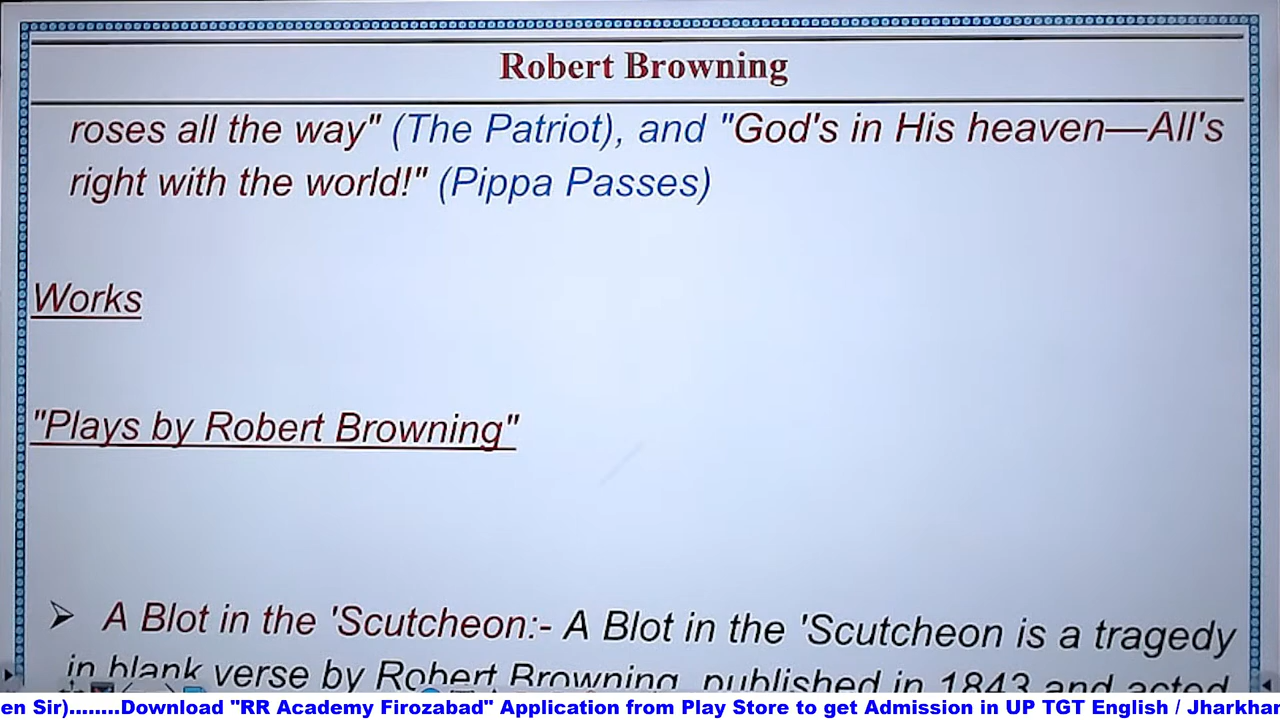 Robert Browning
roses all the way" (The Patriot), and "God's in His heaven—All's
right with the world!" (Pippa Passes)
Works
"Plays by Robert Browning"
➢ A Blot in the 'Scutcheon:- A Blot in the 'Scutcheon is a tragedy
in blank verse by Robert Browning, published in 1843 and acted
en Sir)........Download "RR Academy Firozabad" Application from Play Store to get Admission in UP TGT English / Jharkhar